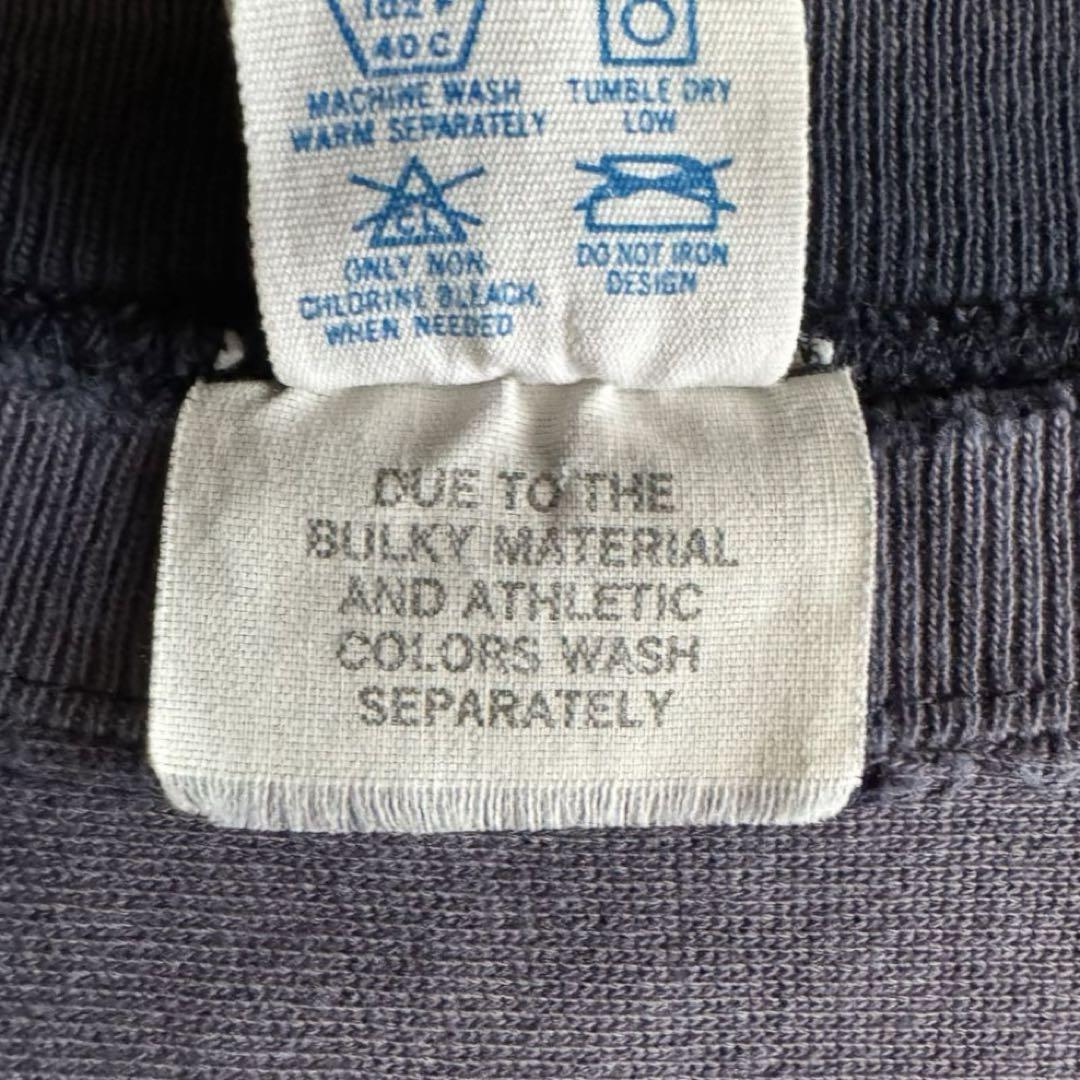 40 C
MACHINE WASH
WARM SEPARATELY
TUMBLE DRY
LOW
CL
ONLY NON-
CHLORINE BLEACH,
WHEN NEEDED
DO NOT IRON
DESIGN
DUE TO THE
BULKY MATERIAL
AND ATHLETIC
COLORS WASH
SEPARATELY